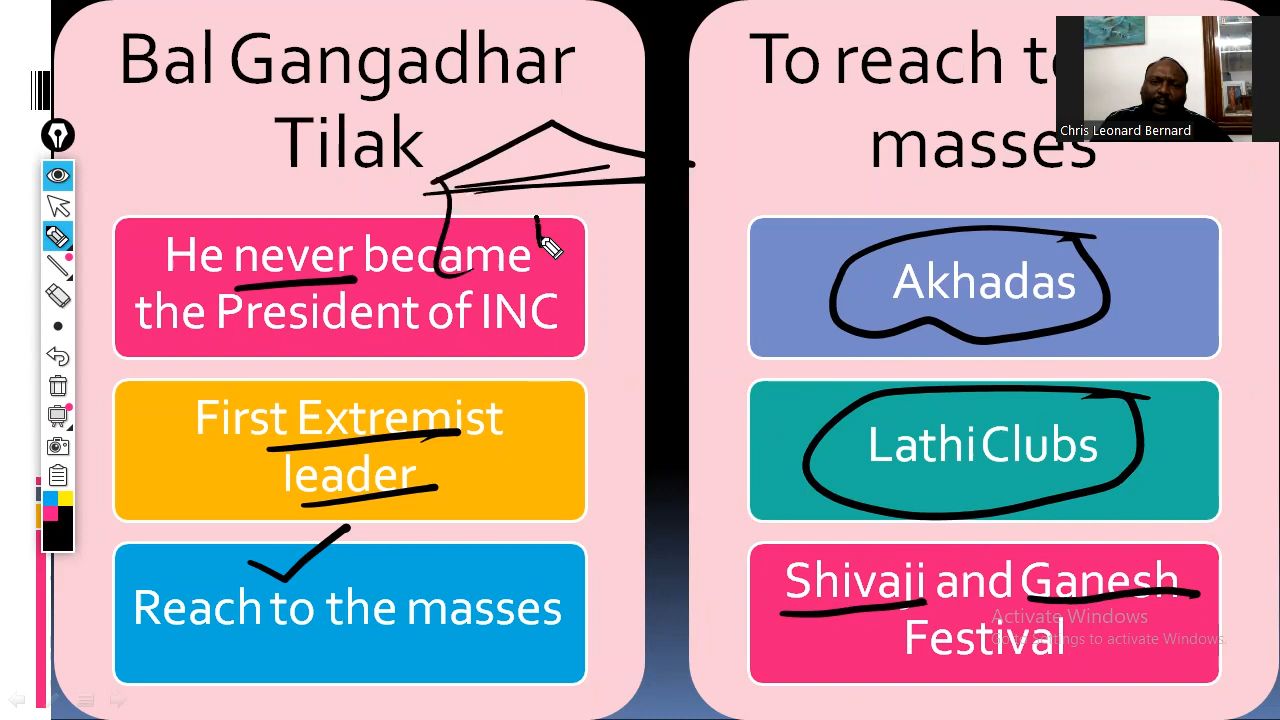 Bal Gangadhar
Tilak
He never became
the President of INC
First Extremist
leader
Reach to the masses
To reach to
masses
Akhadas
Lathi Clubs
Shivaji and Ganesh
Festival
Chris Leonard Bernard
Activate Windows
Go to Settings to activate Windows.